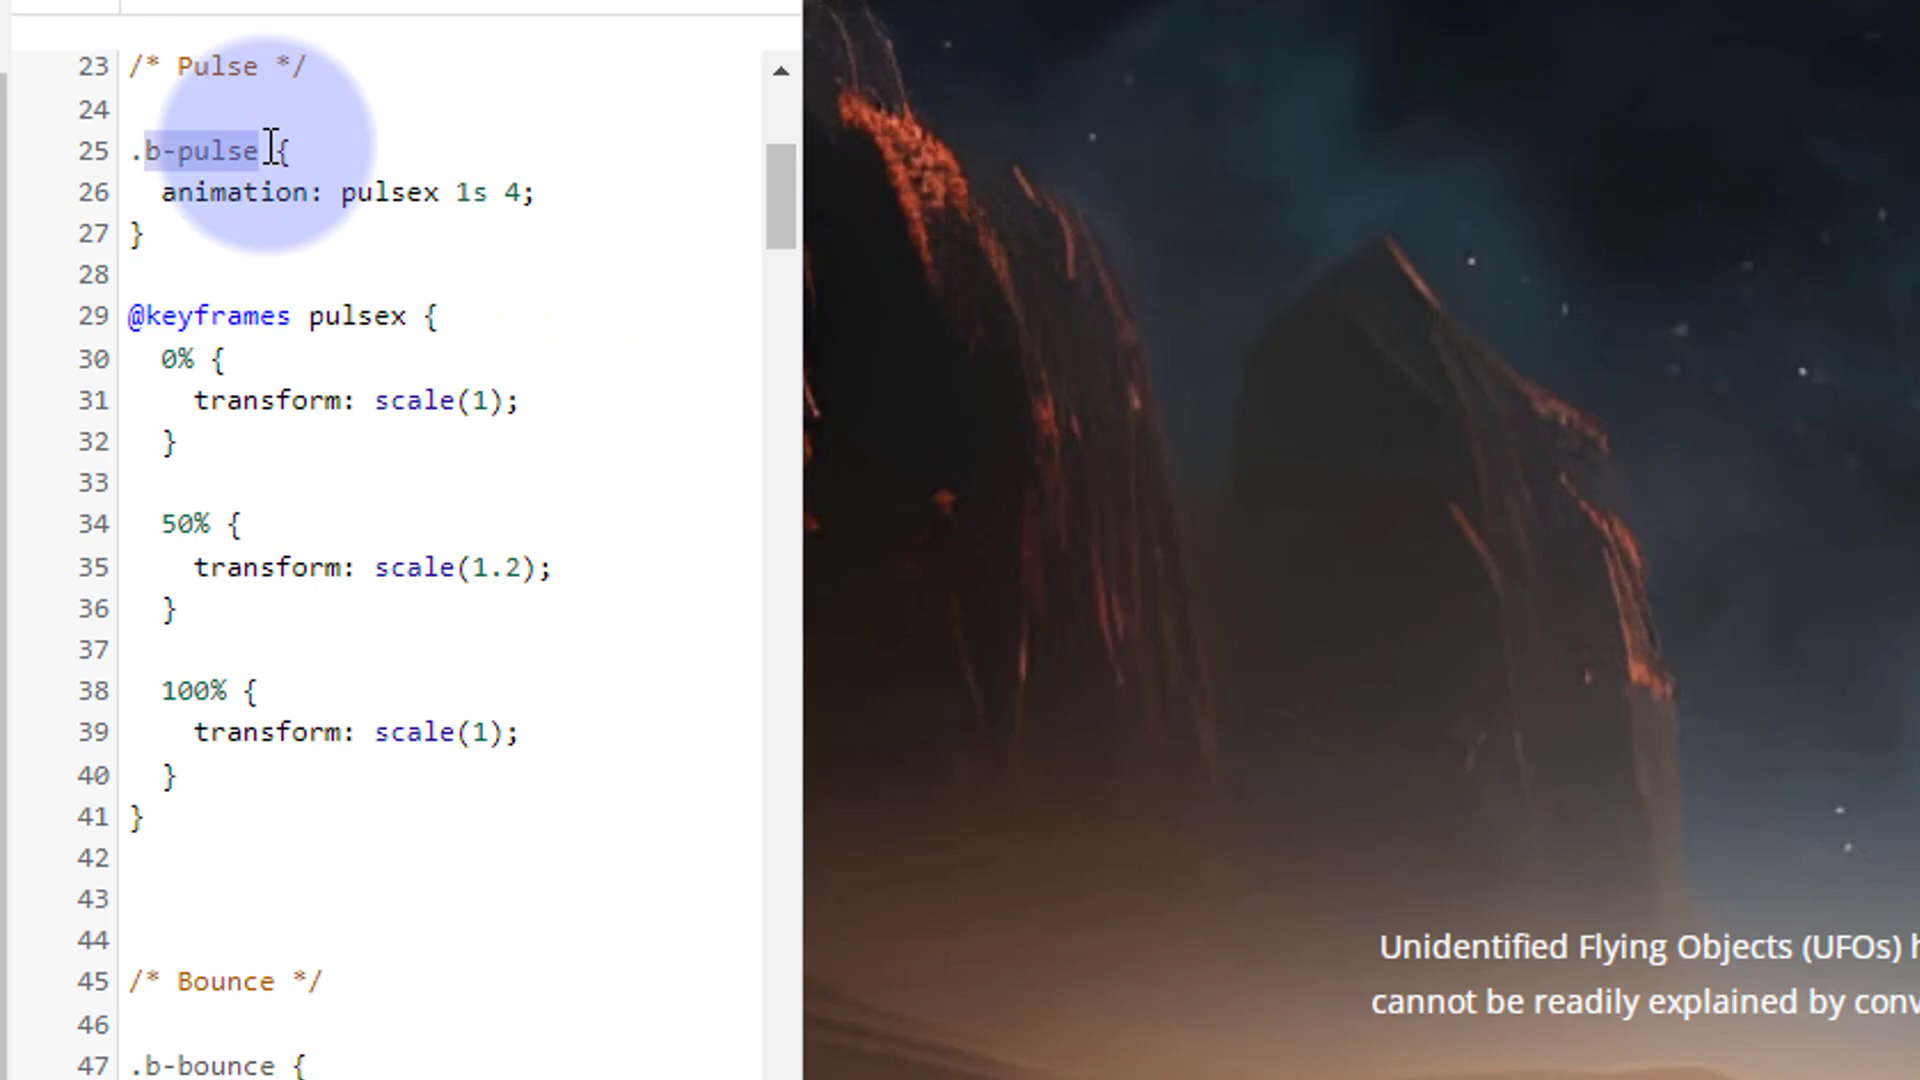 23 /* Pulse */
24
25 .b-pulse {
26 animation: pulsex 1s 4;
27 }
28
29 @keyframes pulsex {
30 0% {
31 transform: scale(1);
32 }
33
34 50% {
35 transform: scale(1.2);
36 }
37
38 100% {
39 transform: scale(1);
40 }
41 }
42
43
44
45 /* Bounce */
46
47 .b-bounce {
Unidentified Flying Objects (UFOs) h
cannot be readily explained by conv